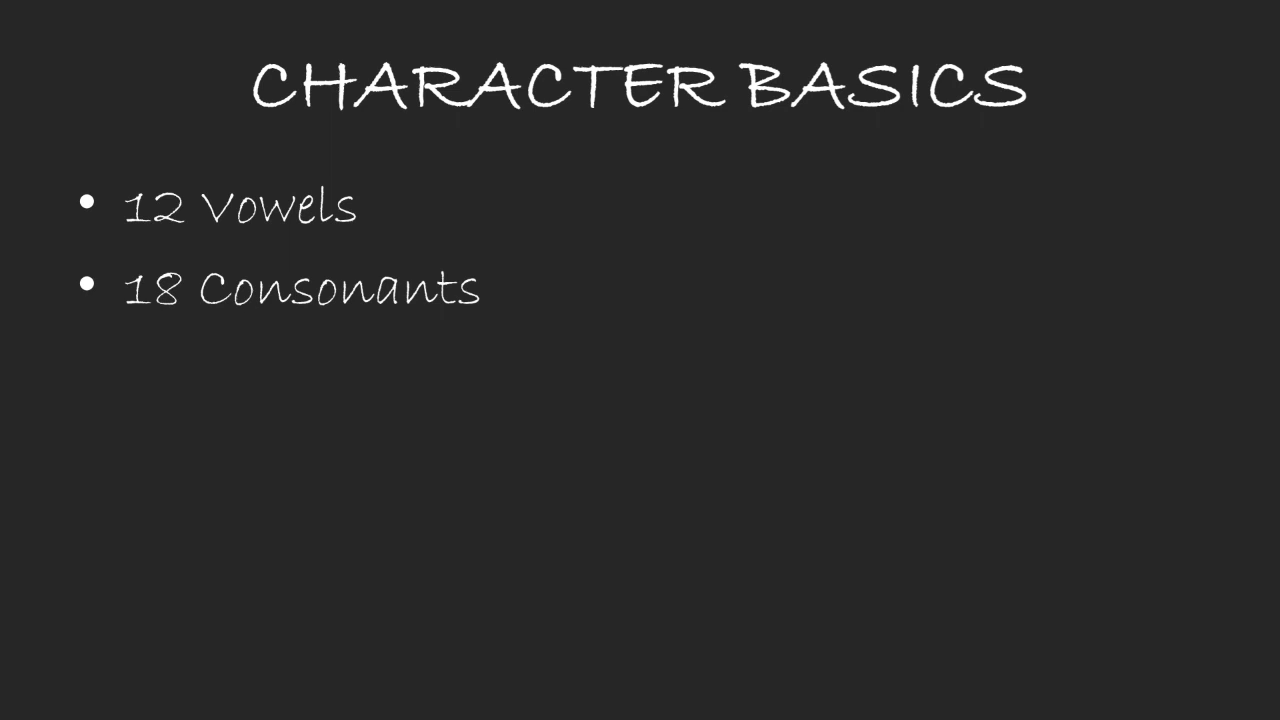 CHARACTER BASICS
• 12 Vowels
• 18 Consonants